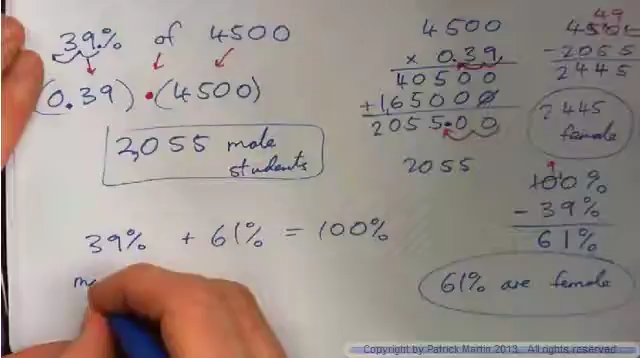 39% of 4500
(0.39) • (4500)
2,055 male
students
39% + 61% = 100%
4500
x 0.39
40500
+165000
2055.00
2055
-2055
2445
2445
female
100%
- 39%
61%
61% are female
Copyright by Patrick Martin 2013. All rights reserved